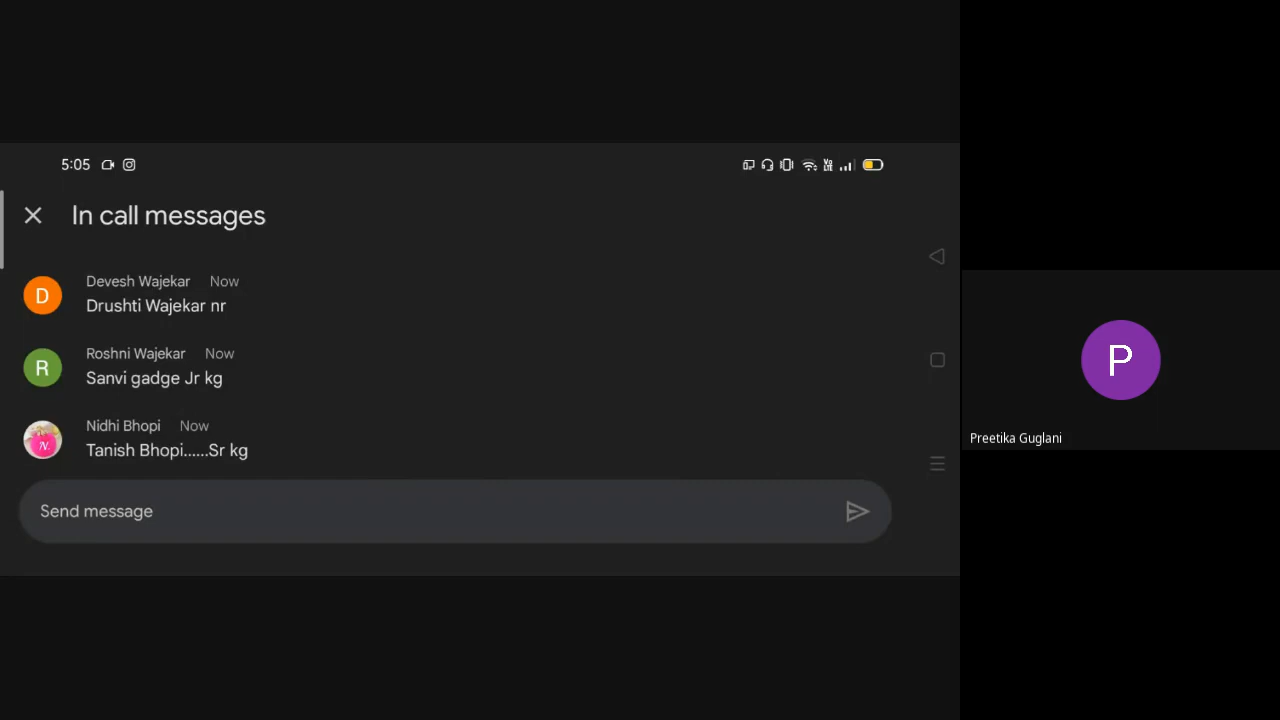 5:05
In call messages
D
Devesh Wajekar Now
Drushti Wajekar nr
R
Roshni Wajekar Now
Sanvi gadge Jr kg
N.
Nidhi Bhopi Now
Tanish Bhopi......Sr kg
Send message
P
Preetika Guglani